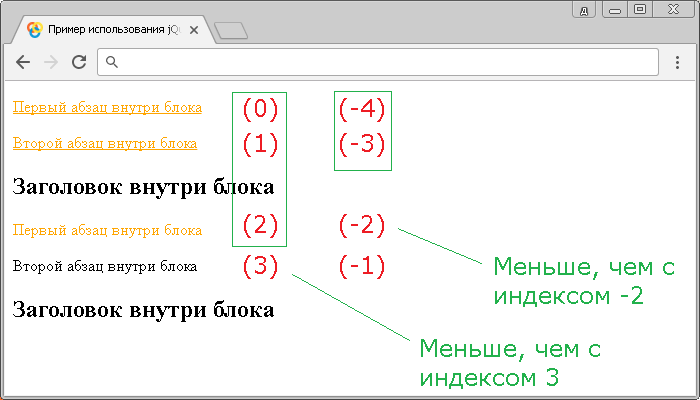 д
Пример использования jQu
Первый абзац внутри блока (0) (-4)
Второй абзац внутри блока (1) (-3)
Заголовок внутри блока
Первый абзац внутри блока (2) (-2)
Второй абзац внутри блока (3) (-1)
Меньше, чем с
индексом -2
Заголовок внутри блока
Меньше, чем с
индексом 3